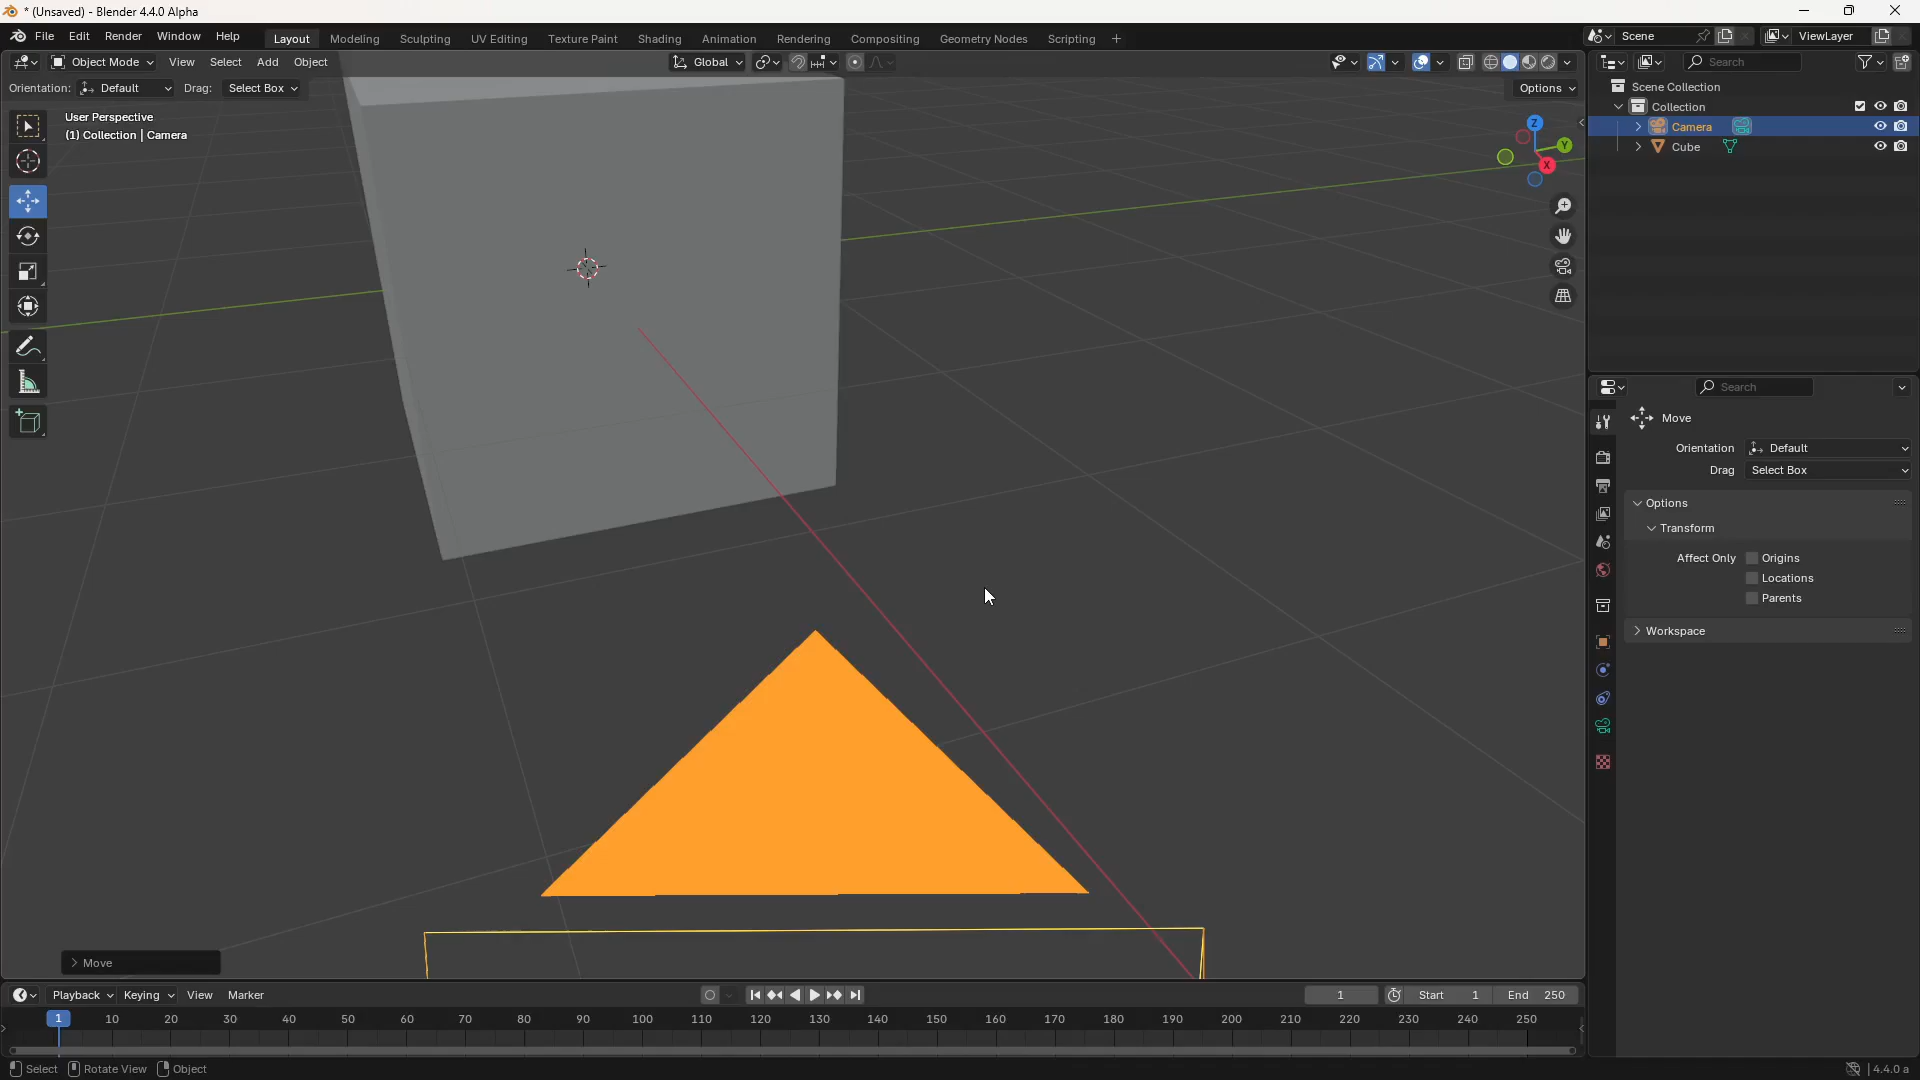 * (Unsaved) - Blender 4.4.0 Alpha
File Edit Render Window Help
Layout Modeling Sculpting UV Editing Texture Paint Shading Animation Rendering Compositing Geometry Nodes Scripting +
Scene
ViewLayer
Object Mode View Select Add Object
Global
Orientation: Default Drag: Select Box
Options
User Perspective
(1) Collection | Camera
Z
Y
X
Search
Scene Collection
Collection
Camera
Cube
Search
Move
Orientation Default
Drag Select Box
Options
Transform
Affect Only Origins
Locations
Parents
Workspace
Move
Playback Keying View Marker
1 Start 1 End 250
1 10 20 30 40 50 60 70 80 90 100 110 120 130 140 150 160 170 180 190 200 210 220 230 240 250
Select Rotate View Object
4.4.0 a